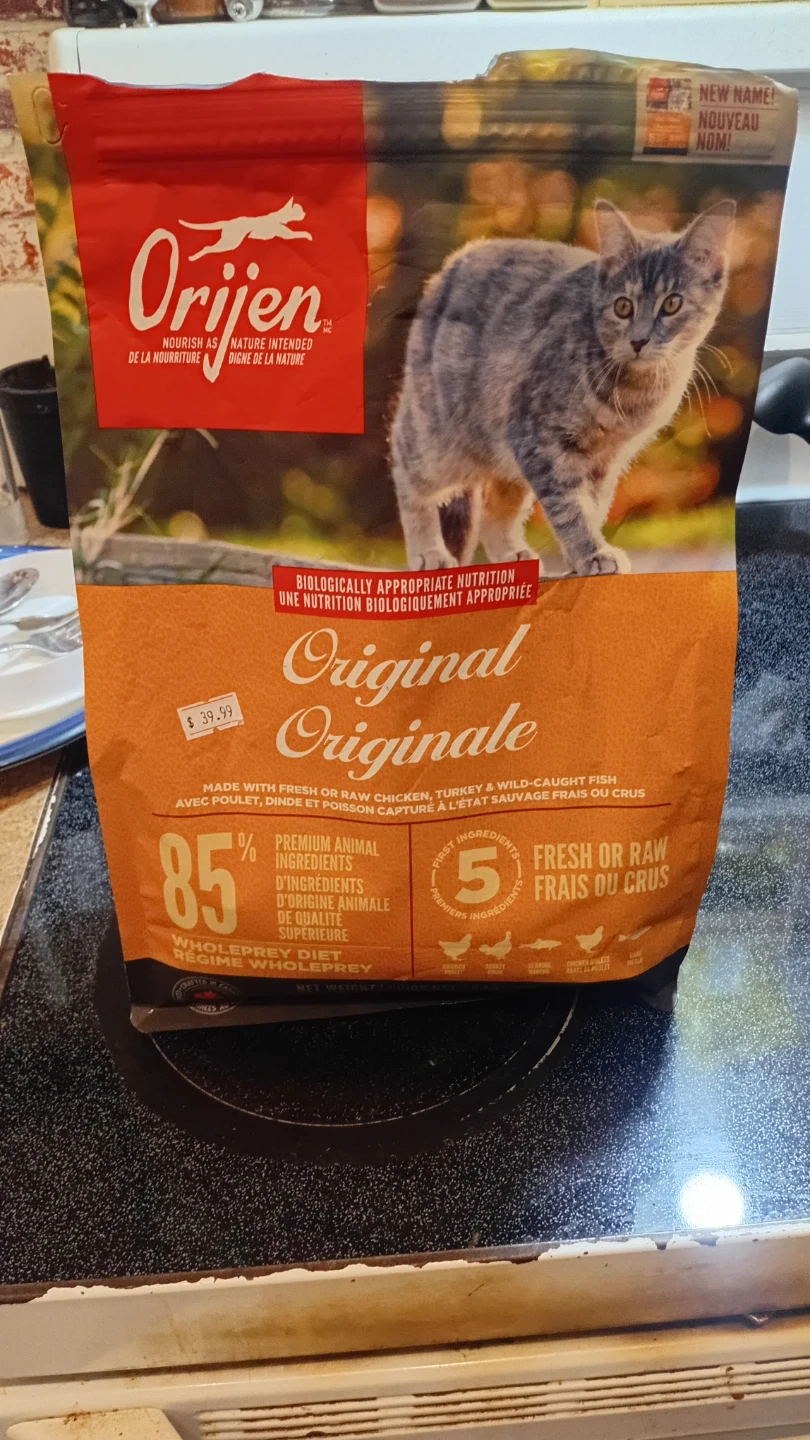 NEW NAME!
NOUVEAU
NOM!
Orijen
TM
MC
NOURISH AS NATURE INTENDED
DE LA NOURRITURE DIGNE DE LA NATURE
BIOLOGICALLY APPROPRIATE NUTRITION
UNE NUTRITION BIOLOGIQUEMENT APPROPRIÉE
Original
Originale
$ 39.99
MADE WITH FRESH OR RAW CHICKEN, TURKEY & WILD-CAUGHT FISH
AVEC POULET, DINDE ET POISSON CAPTURÉ À L'ÉTAT SAUVAGE FRAIS OU CRUS
85%
PREMIUM ANIMAL
INGREDIENTS
D'INGRÉDIENTS
D'ORIGINE ANIMALE
DE QUALITÉ
SUPÉRIEURE
WHOLEPREY DIET
RÉGIME WHOLEPREY
FIRST INGREDIENTS
5
PREMIERS INGRÉDIENTS
FRESH OR RAW
FRAIS OU CRUS
NET WEIGHT